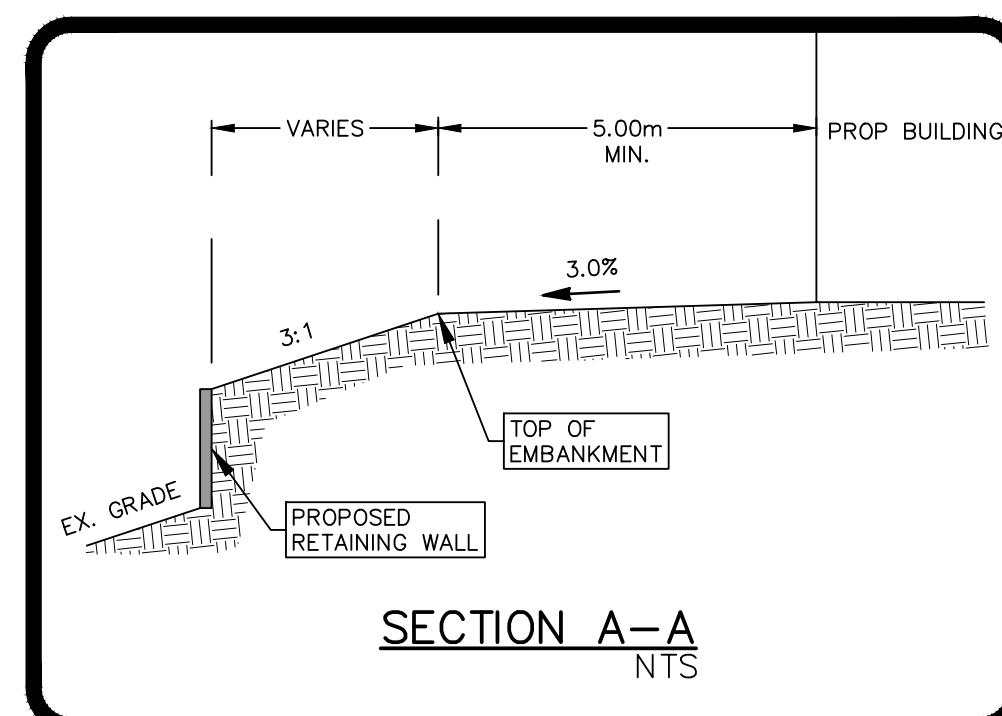 VARIES
5.00m
MIN.
PROP BUILDING
3.0%
3:1
TOP OF
EMBANKMENT
EX. GRADE
PROPOSED
RETAINING WALL
SECTION A-A
NTS